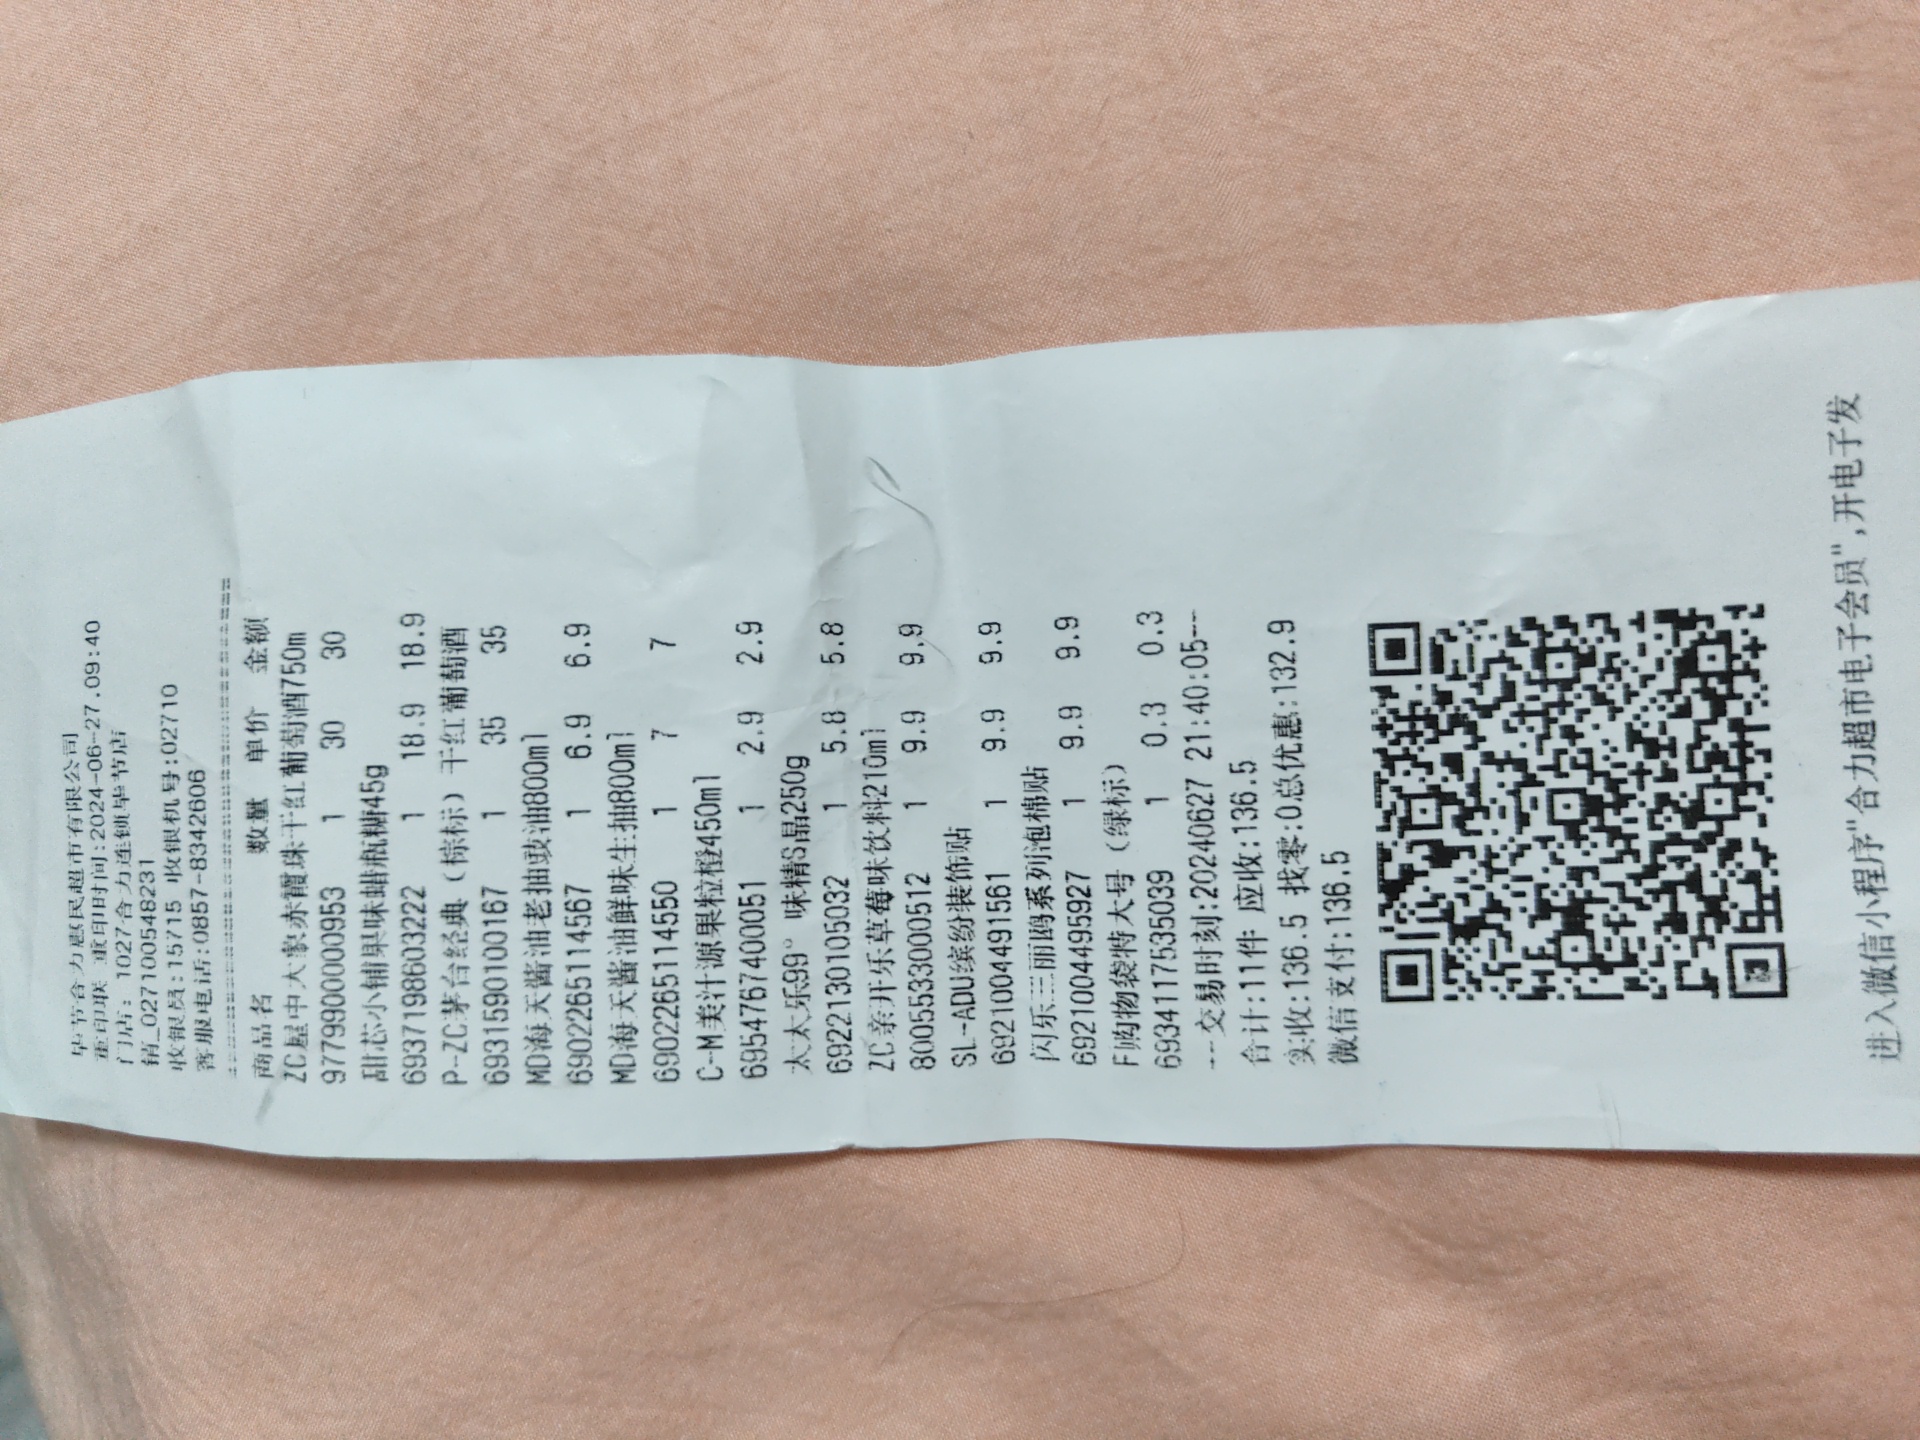 毕节合力惠民超市有限公司
重印联 重印时间:2024-06-27.09:40
门店: 1027合力连锁毕节店
销_027100548231
收银员:15715 收银机号:02710
客服电话:0857-8342606
商品名 数量 单价 金额
ZC屋中大象赤霞珠干红葡萄酒750m
9779900000953 1 30 30
甜芯小铺果味蜡瓶糖45g
6937198603222 1 18.9 18.9
P-ZC茅台经典（棕标）干红葡萄酒
6931590100167 1 35 35
MD海天酱油老抽豉油800ml
6902265114567 1 6.9 6.9
MD海天酱油鲜味生抽800ml
6902265114550 1 7 7
C-M美汁源果粒橙450ml
6954767400051 1 2.9 2.9
太太乐99°味精S晶250g
6922130105032 1 5.8 5.8
ZC亲开乐草莓味饮料210ml
8005533000512 1 9.9 9.9
SL-ADU缤纷装饰贴
6921004491561 1 9.9 9.9
闪乐三丽鸥系列泡棉贴
6921004495927 1 9.9 9.9
F购物袋特大号（绿标）
6934117535039 1 0.3 0.3
---交易时刻:20240627 21:40:05---
合计:11件 应收:136.5
实收:136.5 找零:0总优惠:132.9
微信支付:136.5
进入微信小程序"合力超市电子会员",开电子发